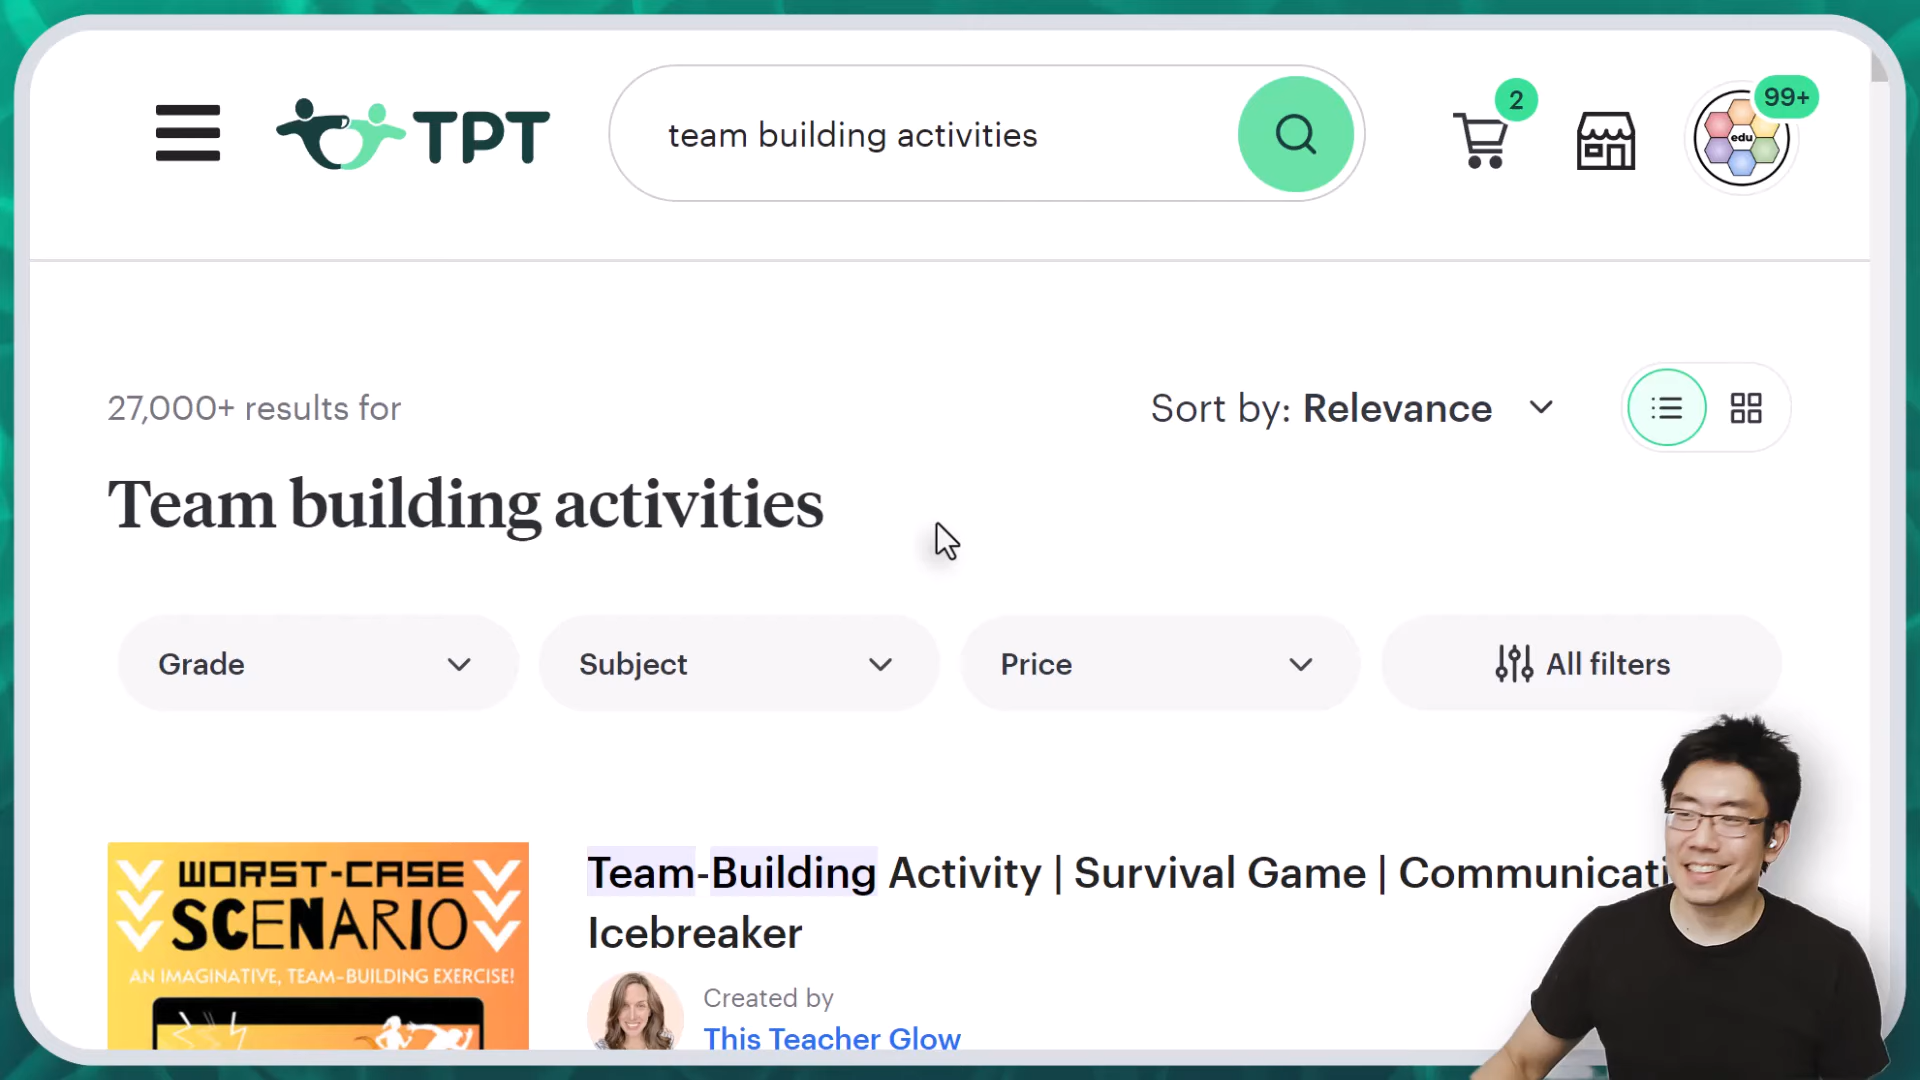 TPT
team building activities
2
99+
edu
27,000+ results for
Sort by: Relevance
Team building activities
Grade
Subject
Price
All filters
WORST-CASE
SCENARIO
AN IMAGINATIVE, TEAM-BUILDING EXERCISE!
Team-Building Activity | Survival Game | Communicati
Icebreaker
Created by
This Teacher Glow